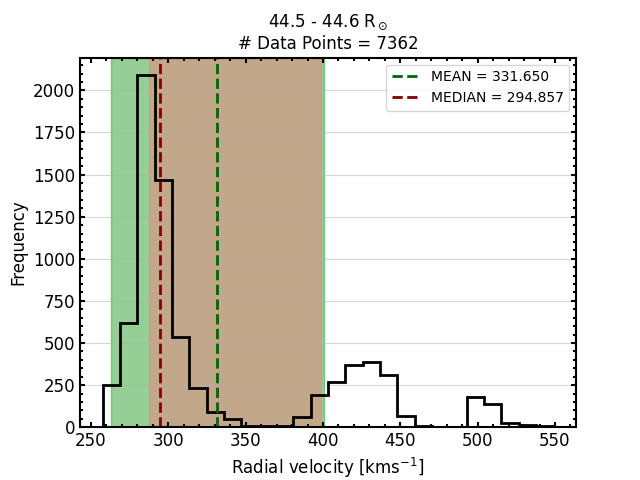 44.5 - 44.6 R⊙
# Data Points = 7362
MEAN = 331.650
MEDIAN = 294.857
2000
1750
1500
1250
1000
750
500
250
0
Frequency
250 300 350 400 450 500 550
Radial velocity [kms⁻¹]